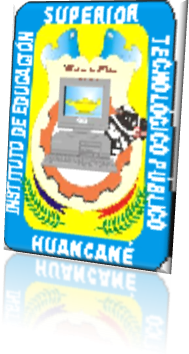 INSTITUTO DE EDUCACIÓN
SUPERIOR
TECNOLÓGICO PÚBLICO
HUANCANÉ